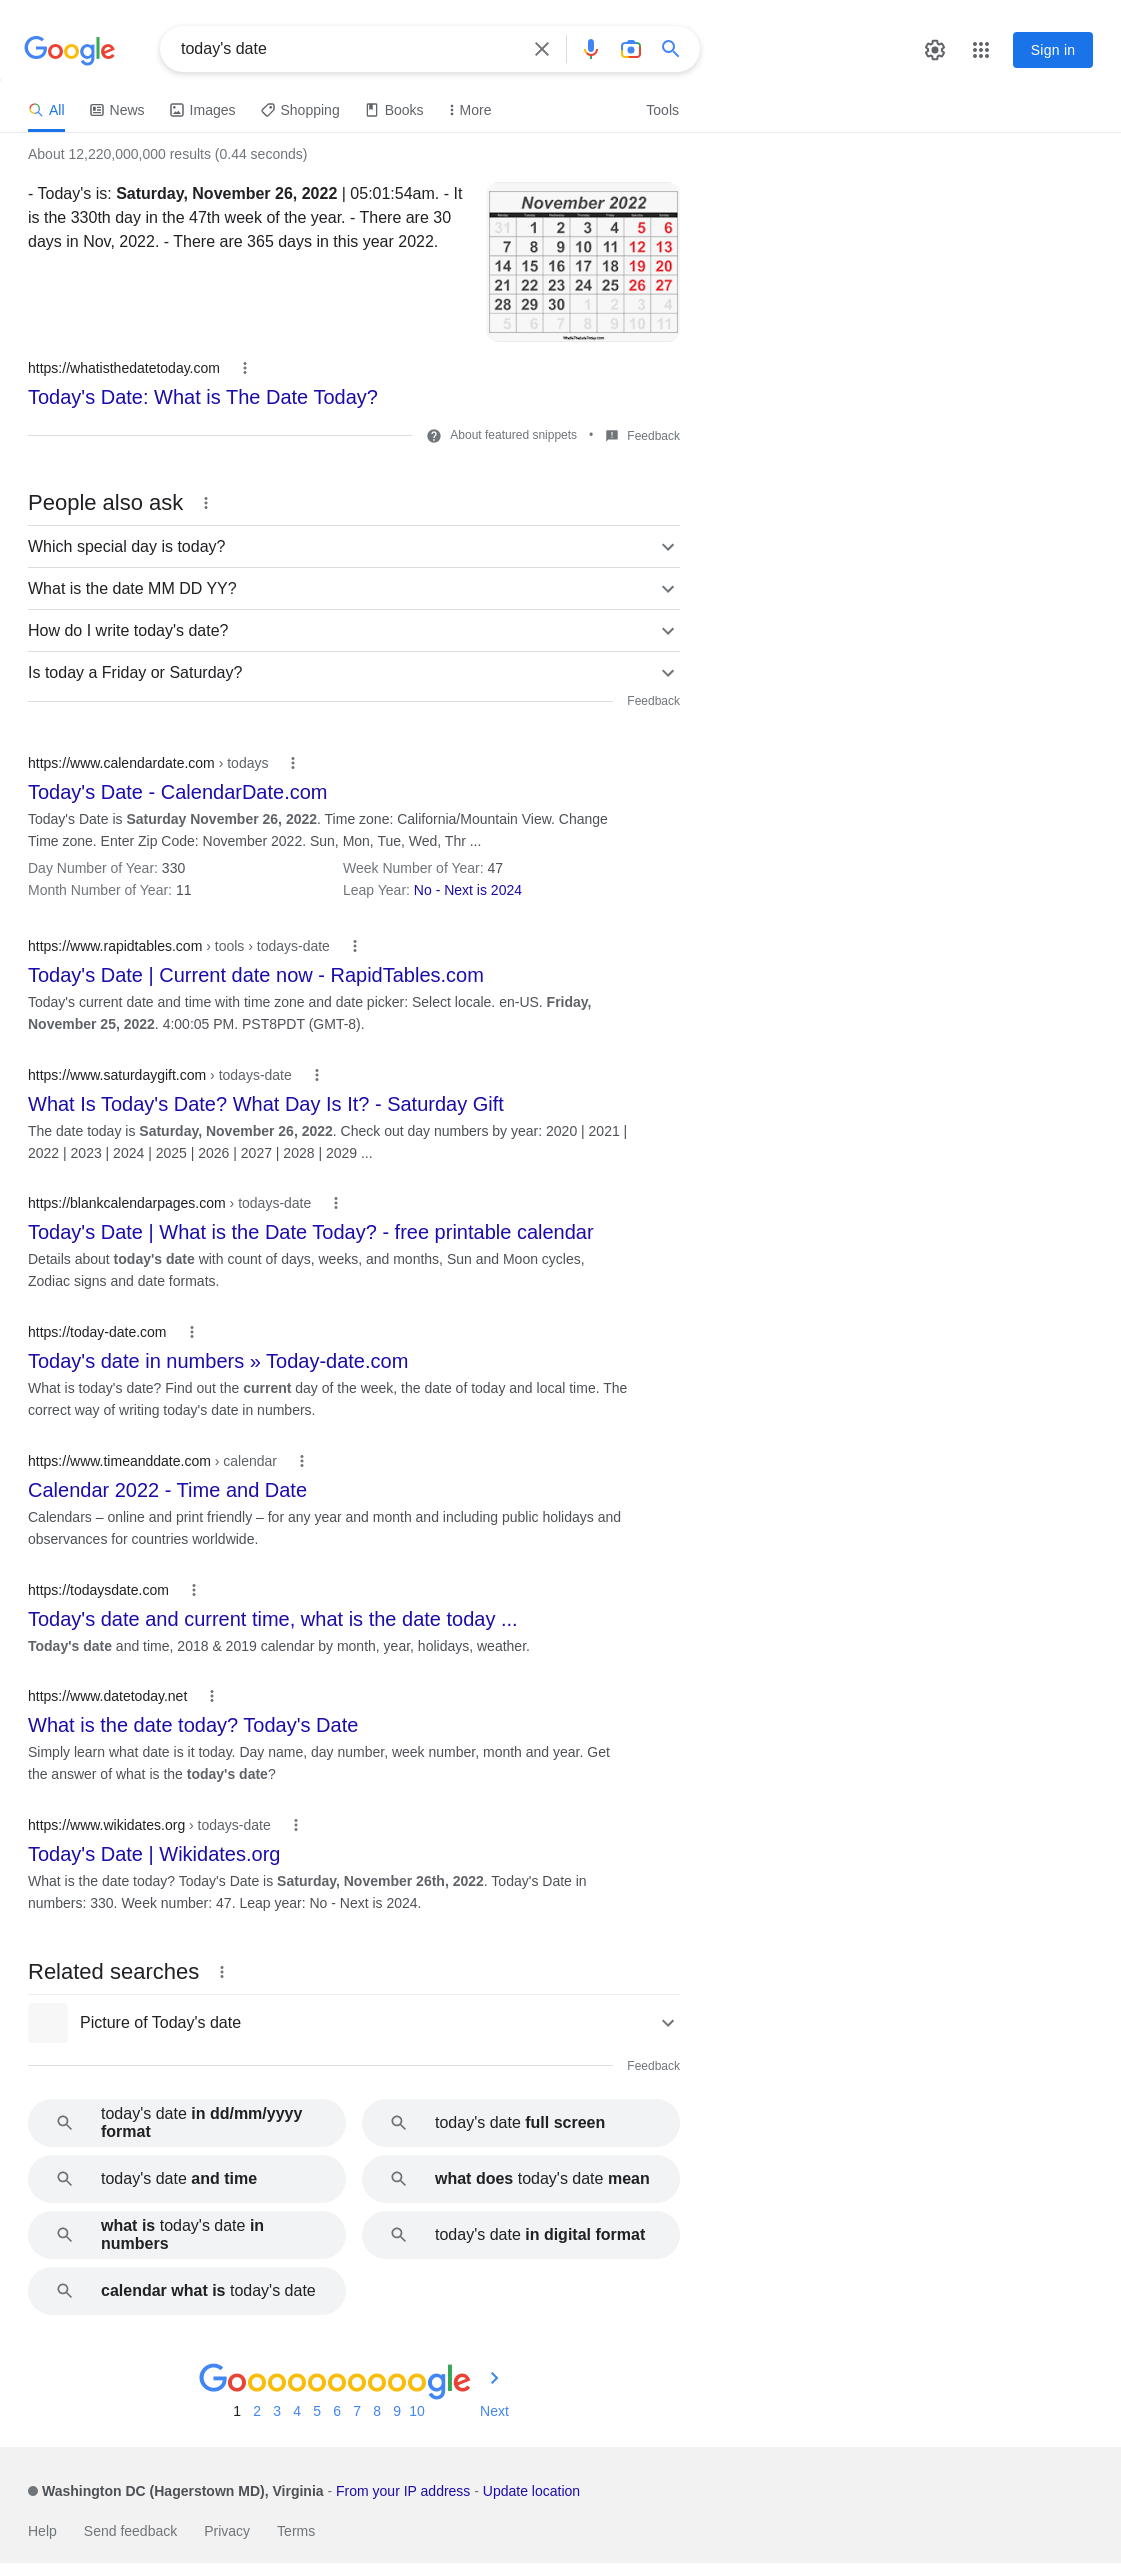 Google
today's date
Sign in
All News Images Shopping Books More Tools
About 12,220,000,000 results (0.44 seconds)
- Today's is: Saturday, November 26, 2022 | 05:01:54am. - It
is the 330th day in the 47th week of the year. - There are 30
days in Nov, 2022. - There are 365 days in this year 2022.
November 2022
Monday Tuesday Wednesday Thursday Friday Saturday Sunday
31 1 2 3 4 5 6
7 8 9 10 11 12 13
14 15 16 17 18 19 20
21 22 23 24 25 26 27
28 29 30 1 2 3 4
5 6 7 8 9 10 11
WhatIsTheDateToday.com
https://whatisthedatetoday.com
Today's Date: What is The Date Today?
About featured snippets • Feedback
People also ask
Which special day is today?
What is the date MM DD YY?
How do I write today's date?
Is today a Friday or Saturday?
Feedback
https://www.calendardate.com › todays
Today's Date - CalendarDate.com
Today's Date is Saturday November 26, 2022. Time zone: California/Mountain View. Change
Time zone. Enter Zip Code: November 2022. Sun, Mon, Tue, Wed, Thr ...
Day Number of Year: 330 Week Number of Year: 47
Month Number of Year: 11 Leap Year: No - Next is 2024
https://www.rapidtables.com › tools › todays-date
Today's Date | Current date now - RapidTables.com
Today's current date and time with time zone and date picker: Select locale. en-US. Friday,
November 25, 2022. 4:00:05 PM. PST8PDT (GMT-8).
https://www.saturdaygift.com › todays-date
What Is Today's Date? What Day Is It? - Saturday Gift
The date today is Saturday, November 26, 2022. Check out day numbers by year: 2020 | 2021 |
2022 | 2023 | 2024 | 2025 | 2026 | 2027 | 2028 | 2029 ...
https://blankcalendarpages.com › todays-date
Today's Date | What is the Date Today? - free printable calendar
Details about today's date with count of days, weeks, and months, Sun and Moon cycles,
Zodiac signs and date formats.
https://today-date.com
Today's date in numbers » Today-date.com
What is today's date? Find out the current day of the week, the date of today and local time. The
correct way of writing today's date in numbers.
https://www.timeanddate.com › calendar
Calendar 2022 - Time and Date
Calendars – online and print friendly – for any year and month and including public holidays and
observances for countries worldwide.
https://todaysdate.com
Today's date and current time, what is the date today ...
Today's date and time, 2018 & 2019 calendar by month, year, holidays, weather.
https://www.datetoday.net
What is the date today? Today's Date
Simply learn what date is it today. Day name, day number, week number, month and year. Get
the answer of what is the today's date?
https://www.wikidates.org › todays-date
Today's Date | Wikidates.org
What is the date today? Today's Date is Saturday, November 26th, 2022. Today's Date in
numbers: 330. Week number: 47. Leap year: No - Next is 2024.
Related searches
Picture of Today's date
Feedback
today's date in dd/mm/yyyy
format
today's date full screen
today's date and time
what does today's date mean
what is today's date in
numbers
today's date in digital format
calendar what is today's date
Goooooooooogle
1 2 3 4 5 6 7 8 9 10 Next
Washington DC (Hagerstown MD), Virginia - From your IP address - Update location
Help Send feedback Privacy Terms